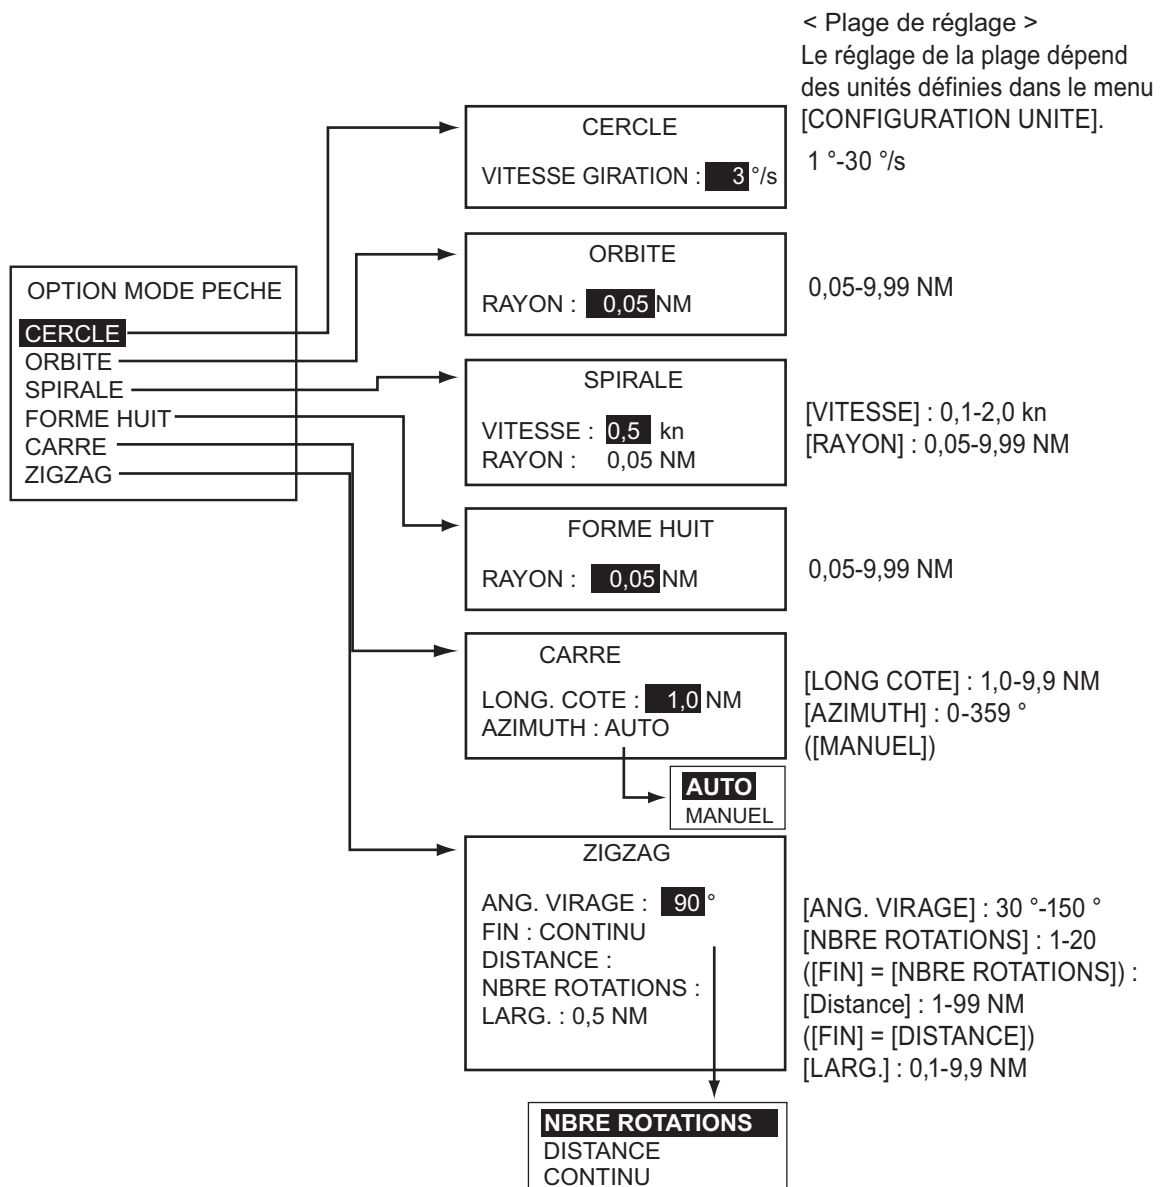 < Plage de réglage >
Le réglage de la plage dépend
des unités définies dans le menu
[CONFIGURATION UNITE].
OPTION MODE PECHE
CERCLE
ORBITE
SPIRALE
FORME HUIT
CARRE
ZIGZAG
CERCLE
VITESSE GIRATION : 3 °/s
1 °-30 °/s
ORBITE
RAYON : 0,05 NM
0,05-9,99 NM
SPIRALE
VITESSE : 0,5 kn
RAYON : 0,05 NM
[VITESSE] : 0,1-2,0 kn
[RAYON] : 0,05-9,99 NM
FORME HUIT
RAYON : 0,05 NM
0,05-9,99 NM
CARRE
LONG. COTE : 1,0 NM
AZIMUTH : AUTO
[LONG COTE] : 1,0-9,9 NM
[AZIMUTH] : 0-359 °
([MANUEL])
AUTO
MANUEL
ZIGZAG
ANG. VIRAGE : 90 °
FIN : CONTINU
DISTANCE :
NBRE ROTATIONS :
LARG. : 0,5 NM
[ANG. VIRAGE] : 30 °-150 °
[NBRE ROTATIONS] : 1-20
([FIN] = [NBRE ROTATIONS]) :
[Distance] : 1-99 NM
([FIN] = [DISTANCE])
[LARG.] : 0,1-9,9 NM
NBRE ROTATIONS
DISTANCE
CONTINU